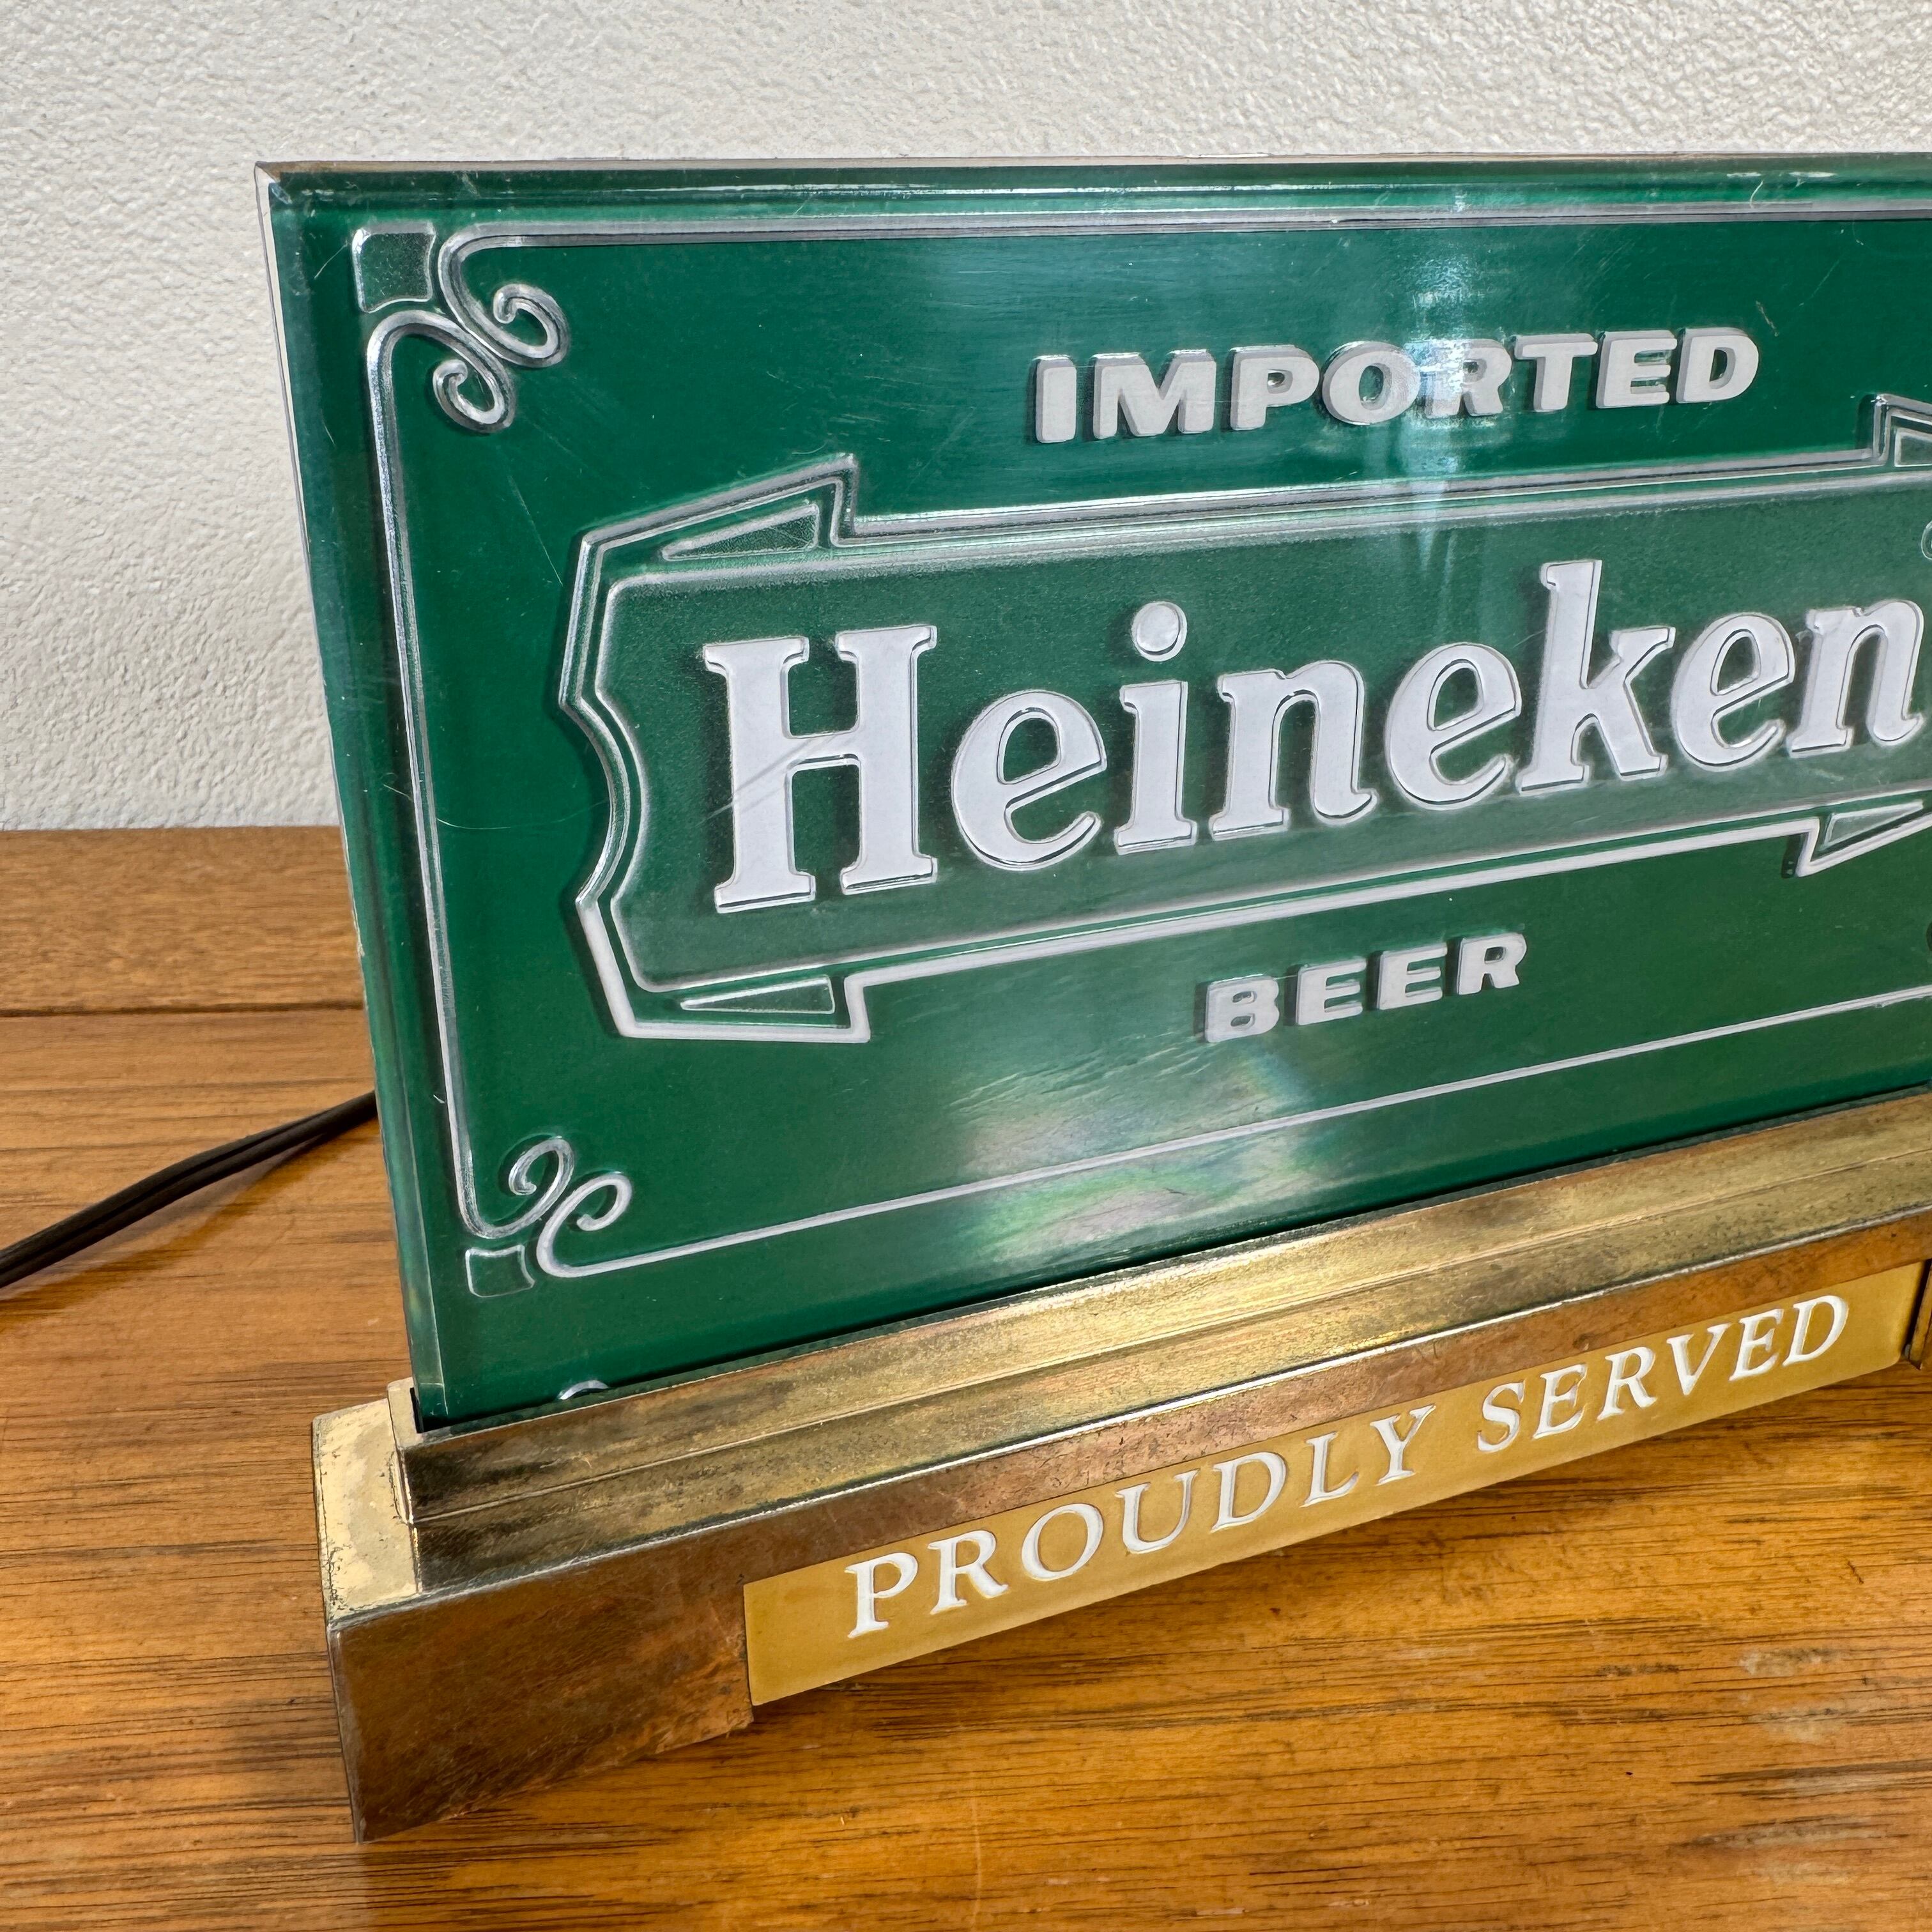 IMPORTED
Heineken
BEER
PROUDLY SERVED